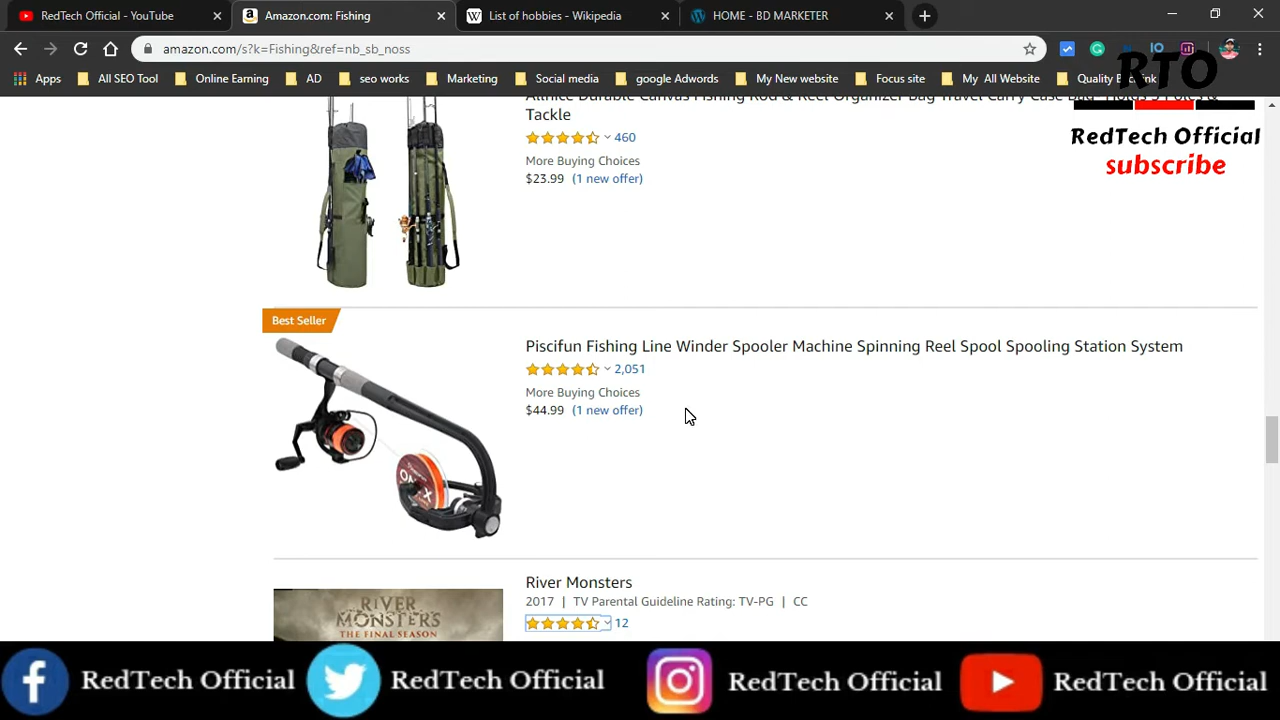 RedTech Official - YouTube
Amazon.com: Fishing
List of hobbies - Wikipedia
HOME - BD MARKETER
amazon.com/s?k=Fishing&ref=nb_sb_noss
Apps
All SEO Tool
Online Earning
AD
seo works
Marketing
Social media
google Adwords
My New website
Focus site
My All Website
RTO
RedTech Official
subscribe
Allnice Durable Canvas Fishing Rod & Reel Organizer Bag Travel Carry Case Bag- Holds 5 Poles &
Tackle
460
More Buying Choices
$23.99 (1 new offer)
Best Seller
Piscifun Fishing Line Winder Spooler Machine Spinning Reel Spool Spooling Station System
2,051
More Buying Choices
$44.99 (1 new offer)
River Monsters
2017 | TV Parental Guideline Rating: TV-PG | CC
12
RIVER
MONSTERS
THE FINAL SEASON
RedTech Official
RedTech Official
RedTech Official
RedTech Official